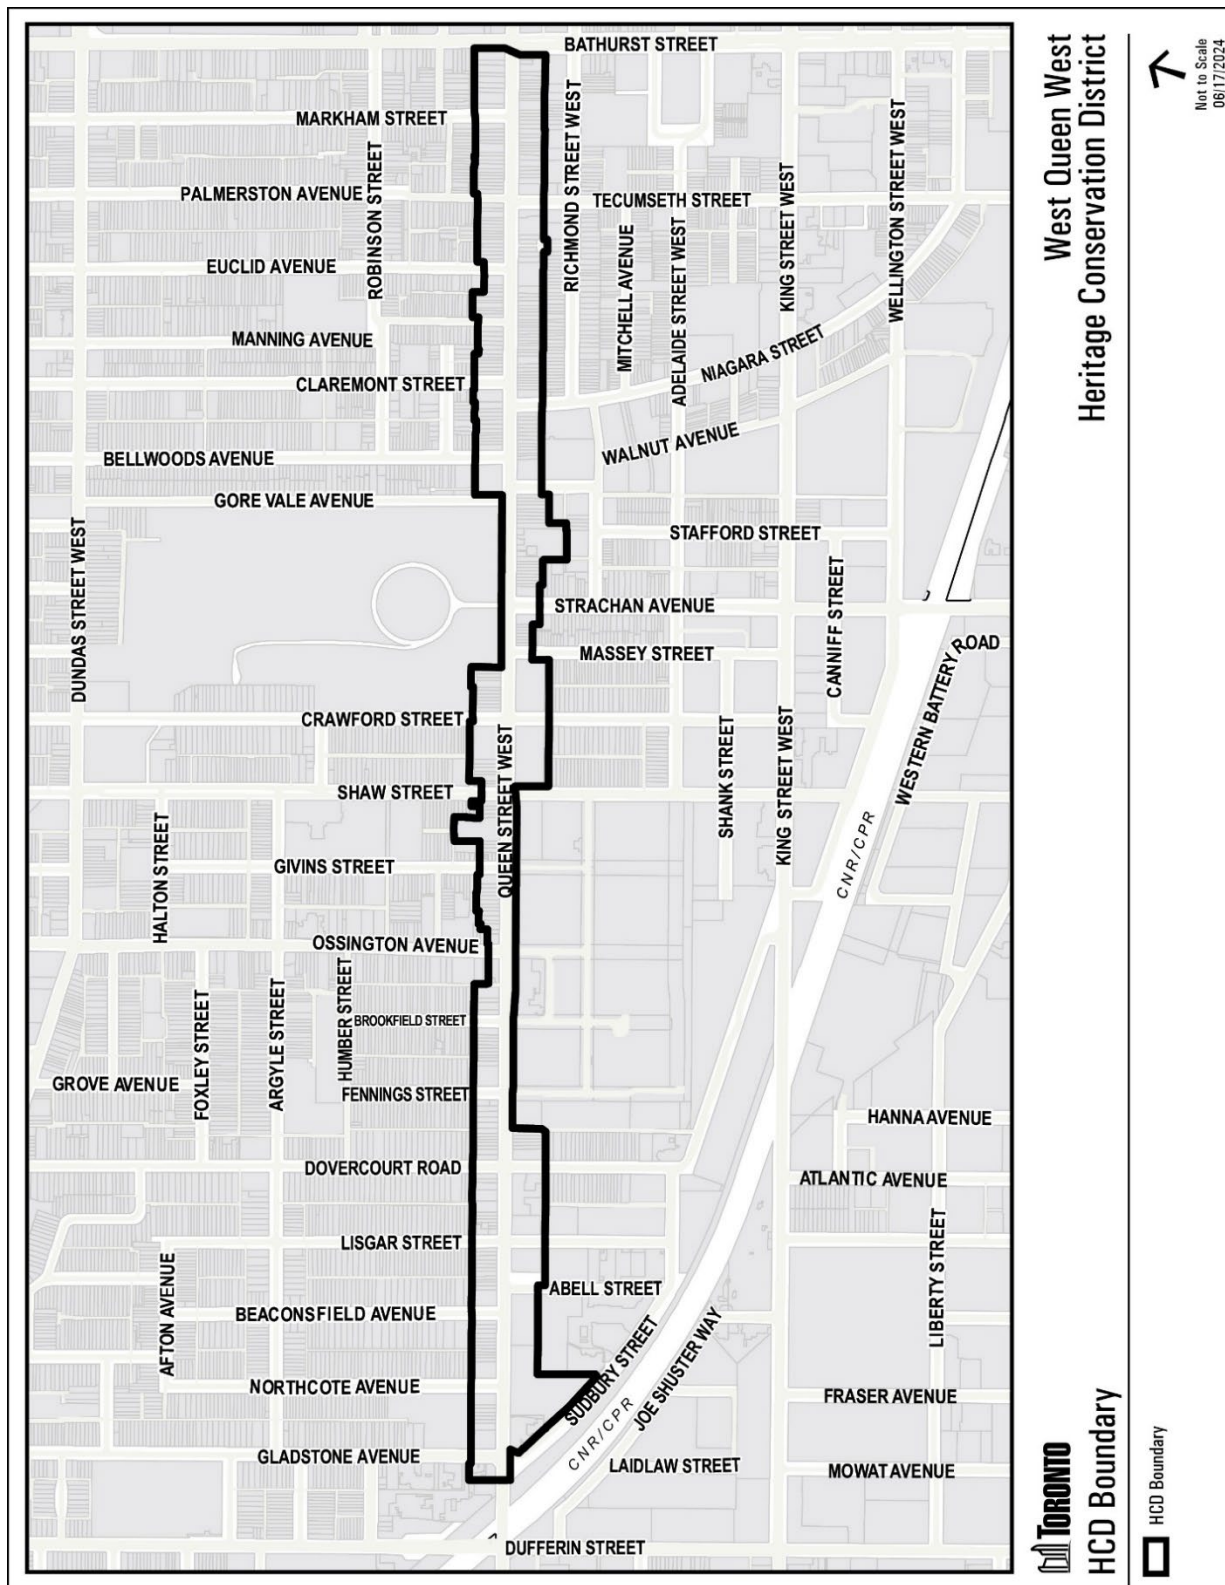 BATHURST STREET
MARKHAM STREET
RICHMOND STREET WEST
ROBINSON STREET
PALMERSTON AVENUE
TECUMSETH STREET
KING STREET WEST
WELLINGTON STREET WEST
MITCHELL AVENUE
ADELAIDE STREET WEST
EUCLID AVENUE
MANNING AVENUE
NIAGARA STREET
CLAREMONT STREET
WALNUT AVENUE
BELLWOODS AVENUE
GORE VALE AVENUE
DUNDAS STREET WEST
STAFFORD STREET
CANNIFF STREET
STRACHAN AVENUE
MASSEY STREET
WESTERN BATTERY ROAD
CRAWFORD STREET
QUEEN STREET WEST
SHANK STREET
KING STREET WEST
SHAW STREET
HALTON STREET
GIVINS STREET
CNR/CPR
OSSINGTON AVENUE
HUMBER STREET
BROOKFIELD STREET
FOXLEY STREET
ARGYLE STREET
GROVE AVENUE
FENNINGS STREET
HANNA AVENUE
DOVERCOURT ROAD
ATLANTIC AVENUE
LISGAR STREET
LIBERTY STREET
AFTON AVENUE
ABELL STREET
BEACONSFIELD AVENUE
SUDBURY STREET
JOE SHUSTER WAY
NORTHCOTE AVENUE
FRASER AVENUE
CNR/CPR
GLADSTONE AVENUE
LAIDLAW STREET
MOWAT AVENUE
DUFFERIN STREET
TORONTO
HCD Boundary
West Queen West
Heritage Conservation District
HCD Boundary
Not to Scale
06/17/2024